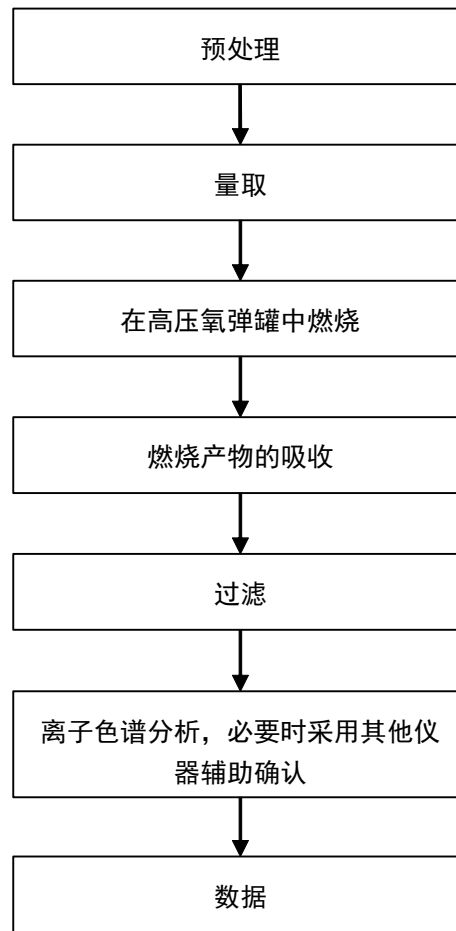 预处理
量取
在高压氧弹罐中燃烧
燃烧产物的吸收
过滤
离子色谱分析，必要时采用其他仪
器辅助确认
数据